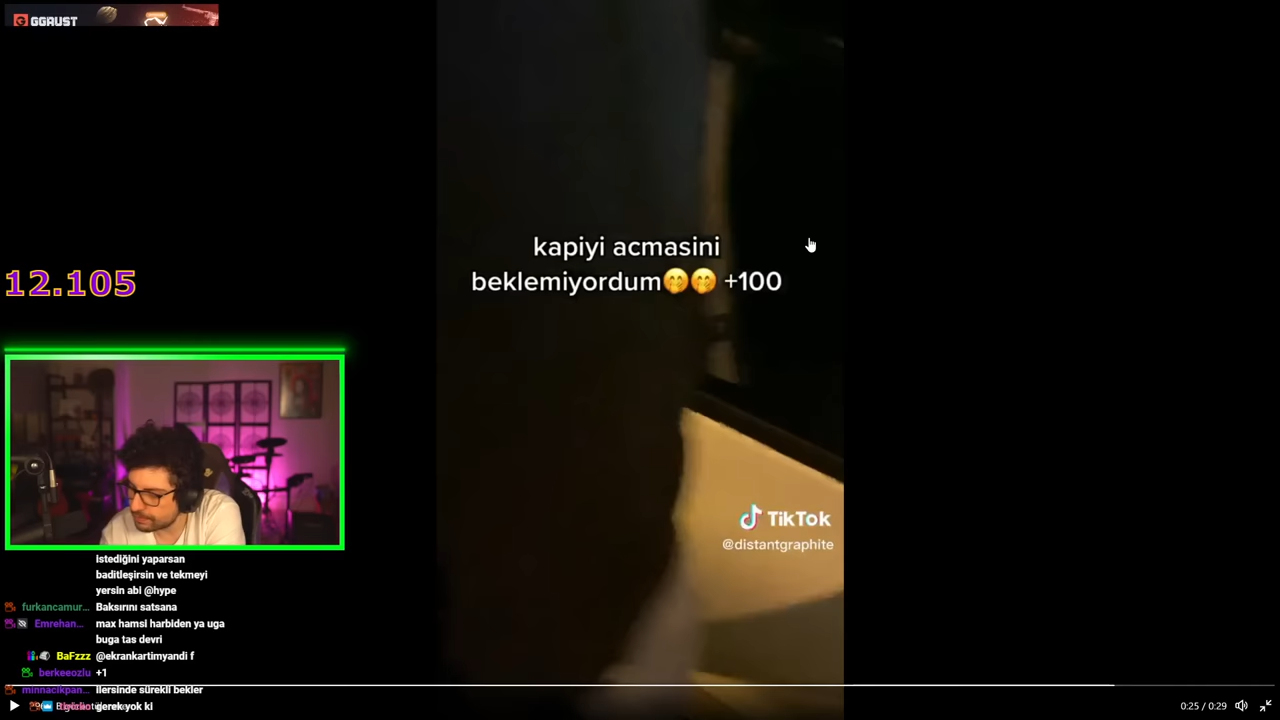 GGRUST
kapiyi acmasini
beklemiyordum🤭🤭 +100
12.105
TikTok
@distantgraphite
istediğini yaparsan
baditleşirsin ve tekmeyi
yersin abi @hype
furkancamur... Baksırını satsana
Emrehan... max hamsi harbiden ya uga
buga tas devri
BaFzzz @ekrankartimyandi f
berkeeozlu +1
minnacikpan... ilersinde sürekli bekler
gerek yok ki
0:25 / 0:29